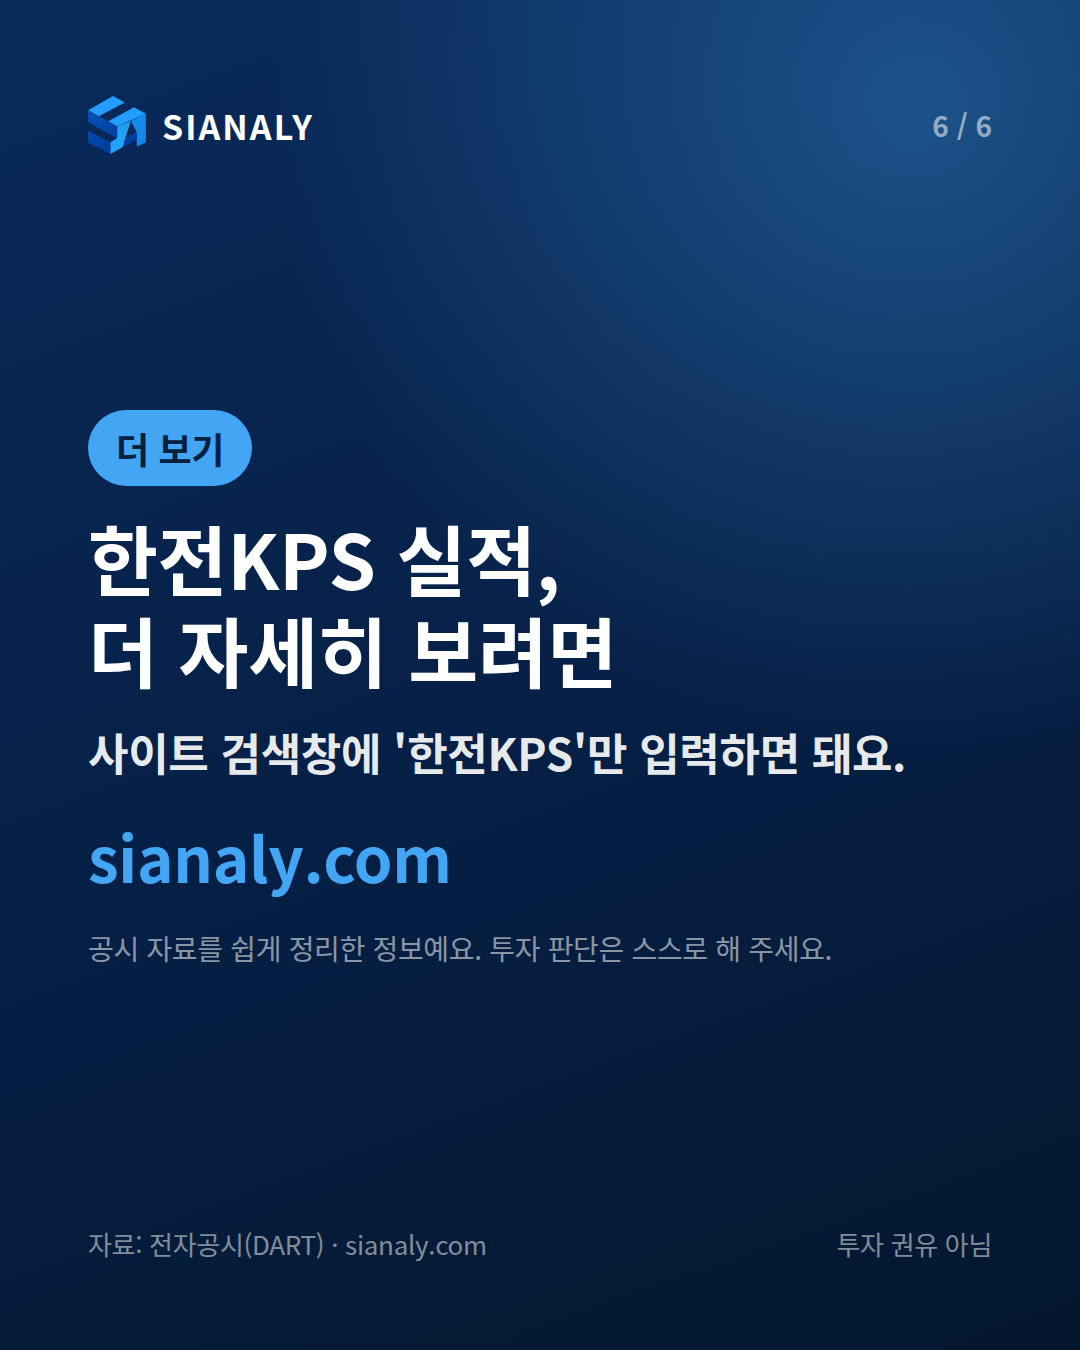 SIANALY
6 / 6
더 보기
한전KPS 실적,
더 자세히 보려면
사이트 검색창에 '한전KPS'만 입력하면 돼요.
sianaly.com
공시 자료를 쉽게 정리한 정보예요. 투자 판단은 스스로 해 주세요.
자료: 전자공시(DART) · sianaly.com
투자 권유 아님